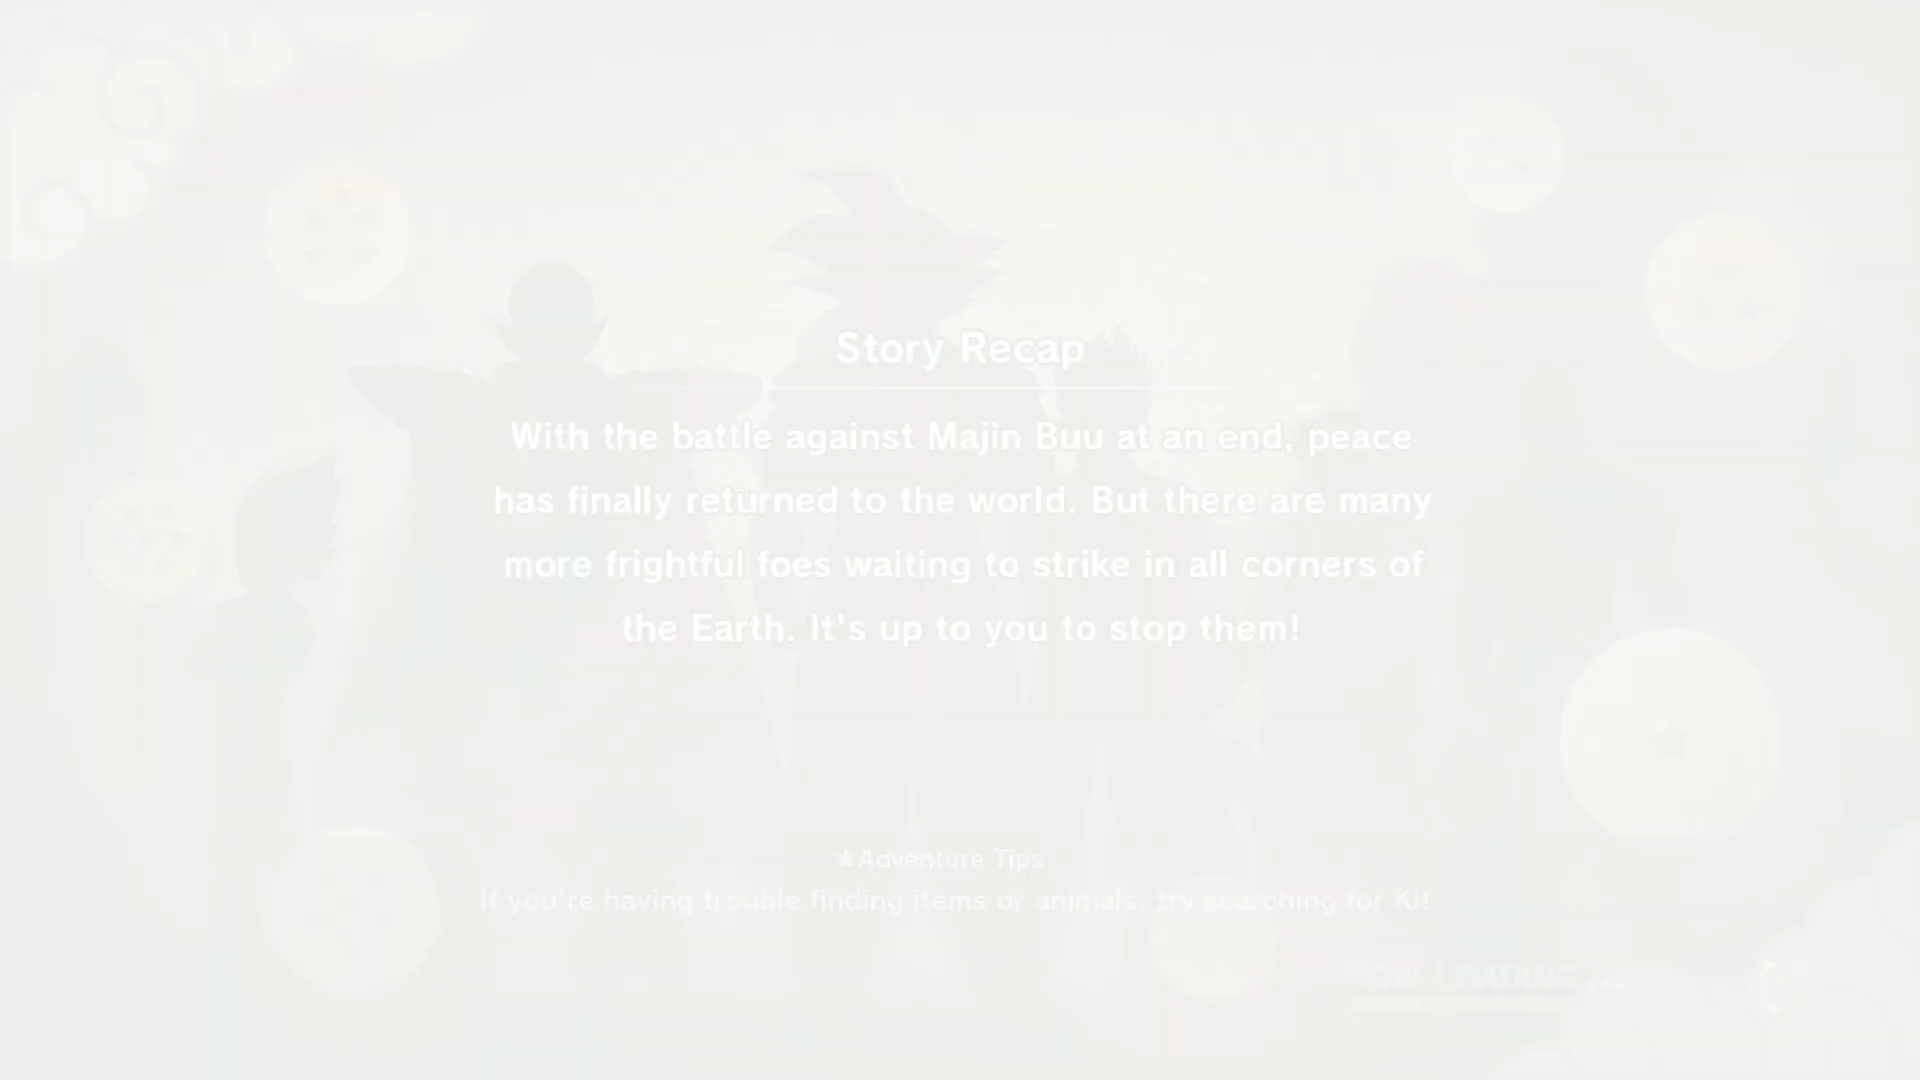 Story Recap
With the battle against Majin Buu at an end, peace
has finally returned to the world. But there are many
more frightful foes waiting to strike in all corners of
the Earth. It's up to you to stop them!
★Adventure Tips
If you're having trouble finding items or animals, try searching for Ki!
Now Loading...